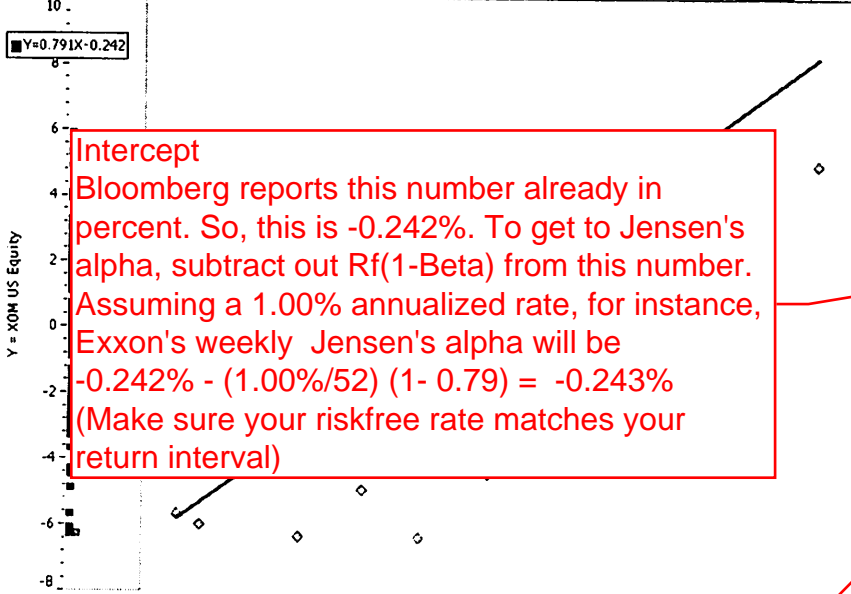 10
Y=0.791X-0.242
8
6
4
2
0
-2
-4
-6
-8
Y = XOM US Equity
Intercept
Bloomberg reports this number already in
percent. So, this is -0.242%. To get to Jensen's
alpha, subtract out Rf(1-Beta) from this number.
Assuming a 1.00% annualized rate, for instance,
Exxon's weekly  Jensen's alpha will be
-0.242% - (1.00%/52) (1- 0.79) =  -0.243%
(Make sure your riskfree rate matches your
return interval)